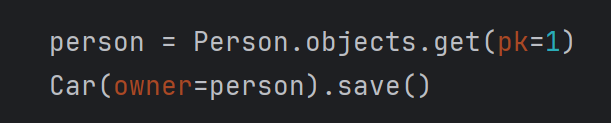 person = Person.objects.get(pk=1)
Car(owner=person).save()